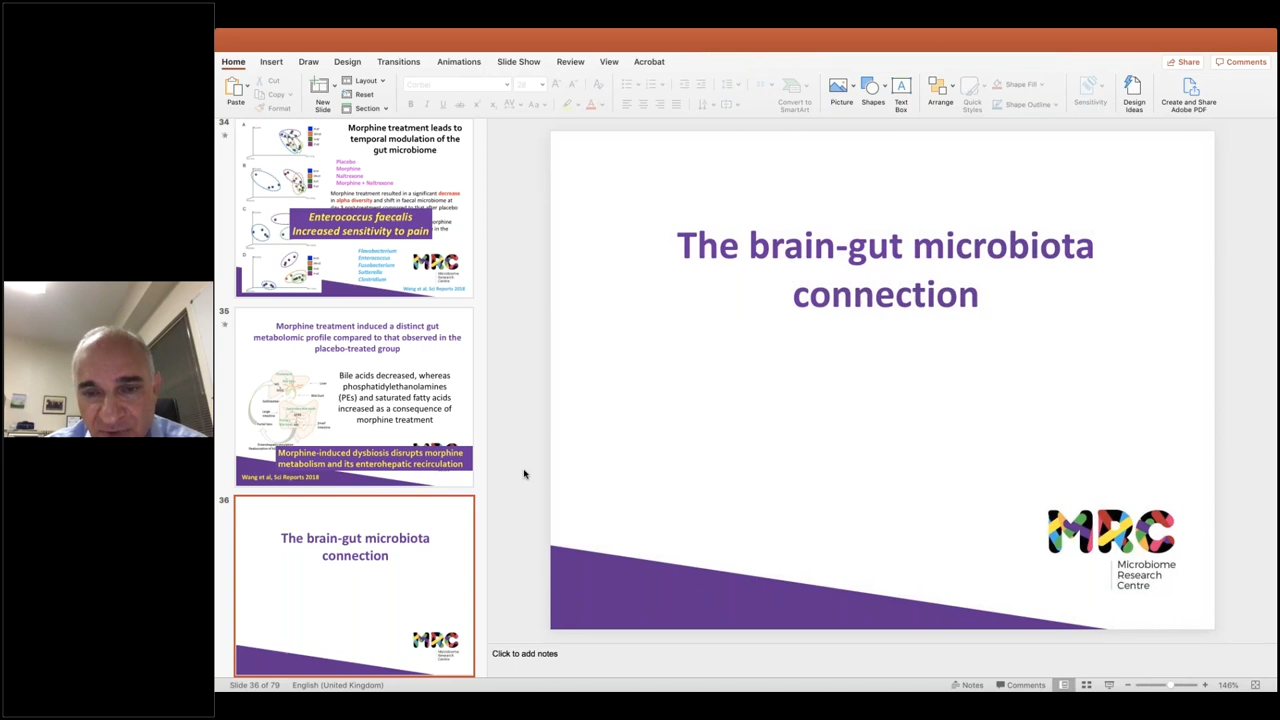 Home Insert Draw Design Transitions Animations Slide Show Review View Acrobat Share Comments
Paste
Cut
Copy
Format
New
Slide
Layout
Reset
Section
Convert to
SmartArt
Picture
Shapes
Text
Box
Arrange
Quick
Styles
Shape Fill
Shape Outline
Sensitivity
Design
Ideas
Create and Share
Adobe PDF
34
Morphine treatment leads to
temporal modulation of the
gut microbiome
Placebo
Morphine
Naltrexone
Morphine + Naltrexone
Morphine treatment resulted in a significant decrease
in alpha diversity and shift in faecal microbiome at
Enterococcus faecalis
Increased sensitivity to pain
Flavobacterium
Enterococcus
Fusobacterium
Sutterella
Clostridium
MRC
Microbiome
Research
Centre
Wang et al, Sci Reports 2018
35
Morphine treatment induced a distinct gut
metabolomic profile compared to that observed in the
placebo-treated group
Bile acids decreased, whereas
phosphatidylethanolamines
(PEs) and saturated fatty acids
increased as a consequence of
morphine treatment
Morphine-induced dysbiosis disrupts morphine
metabolism and its enterohepatic recirculation
Wang et al, Sci Reports 2018
36
The brain-gut microbiota
connection
MRC
Microbiome
Research
Centre
The brain-gut microbiota
connection
MRC
Microbiome
Research
Centre
Click to add notes
Slide 36 of 79 English (United Kingdom) Notes Comments 146%